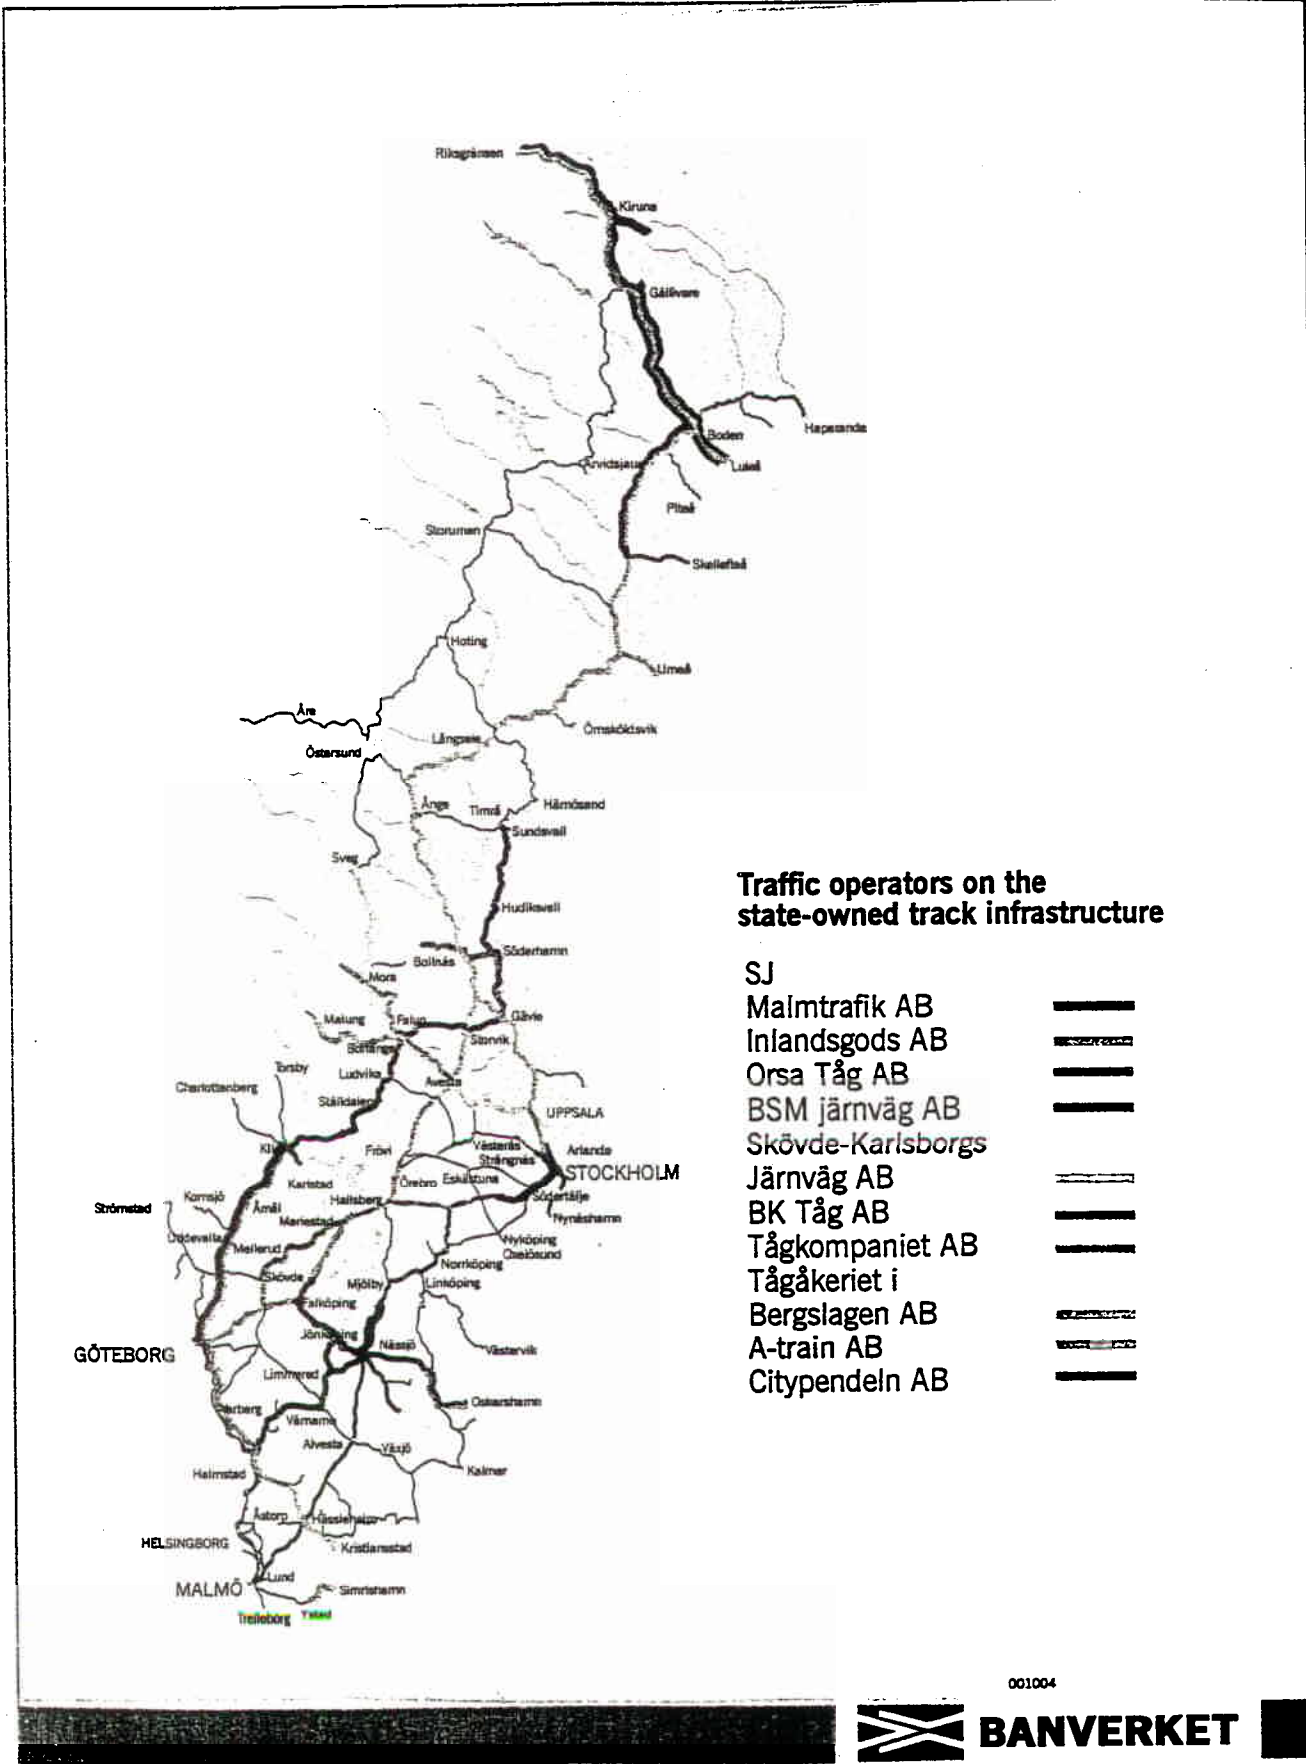 Riksgränsen
Kiruna
Gällivare
Haparanda
Boden
Luleå
Arvidsjaur
Piteå
Storuman
Skellefteå
Hoting
Umeå
Åre
Örnsköldsvik
Långsele
Östersund
Ånge
Timrå
Härnösand
Sundsvall
Sveg
Hudiksvall
Söderhamn
Bollnäs
Mora
Malung
Falun
Gävle
Storvik
Borlänge
Torsby
Ludvika
Avesta
Charlottenberg
Ställdalen
UPPSALA
Kil
Frövi
Västerås
Arlanda
Strängnäs
STOCKHOLM
Karlstad
Örebro
Eskilstuna
Kornsjö
Hallsberg
Södertälje
Strömstad
Åmål
Mariestad
Nynäshamn
Uddevalla
Mellerud
Nyköping
Oxelösund
Norrköping
Skövde
Mjölby
Linköping
Falköping
Jönköping
Nässjö
Västervik
GÖTEBORG
Limmared
Varberg
Värnamo
Oskarshamn
Alvesta
Växjö
Halmstad
Kalmar
Åstorp
Hässleholm
HELSINGBORG
Kristianstad
Lund
MALMÖ
Simrishamn
Trelleborg
Ystad
Traffic operators on the
state-owned track infrastructure
SJ
Malmtrafik AB
Inlandsgods AB
Orsa Tåg AB
BSM järnväg AB
Skövde-Karlsborgs
Järnväg AB
BK Tåg AB
Tågkompaniet AB
Tågåkeriet i
Bergslagen AB
A-train AB
Citypendeln AB
001004
BANVERKET